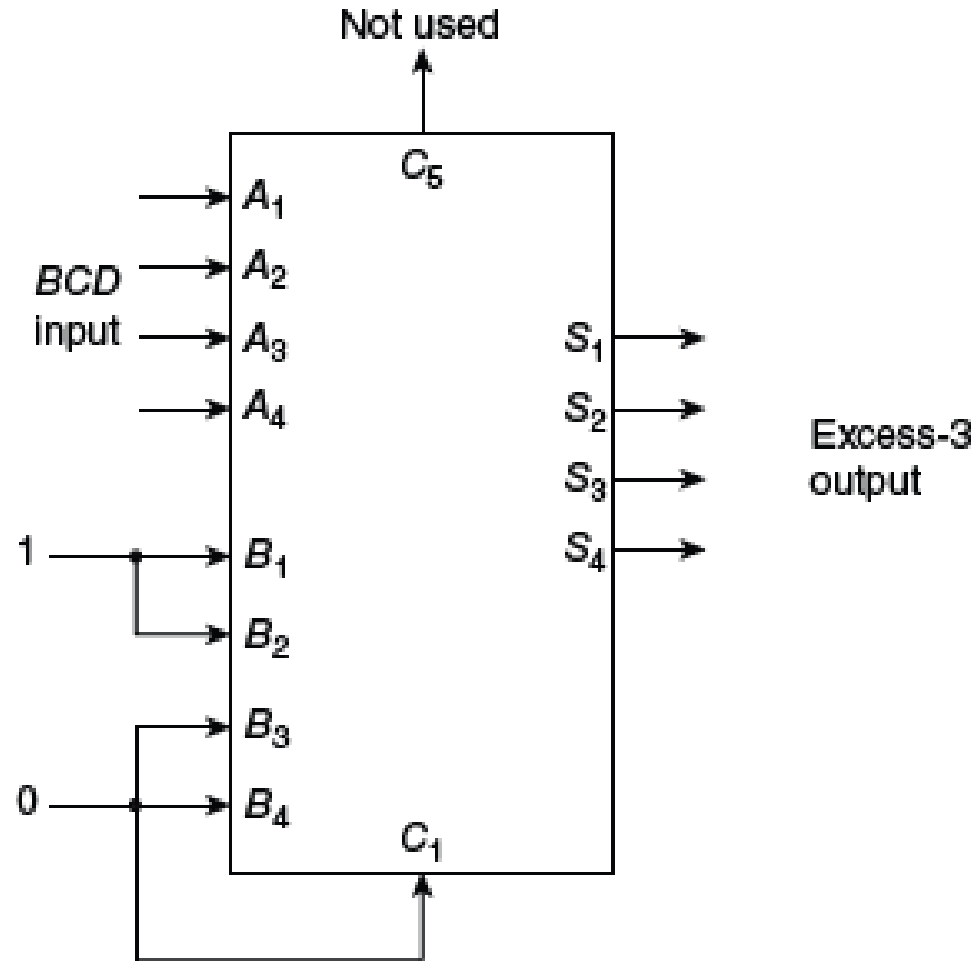 Not used
C5
A1
A2
BCD
input
A3
A4
S1
S2
S3
S4
Excess-3
output
1
B1
B2
B3
0
B4
C1